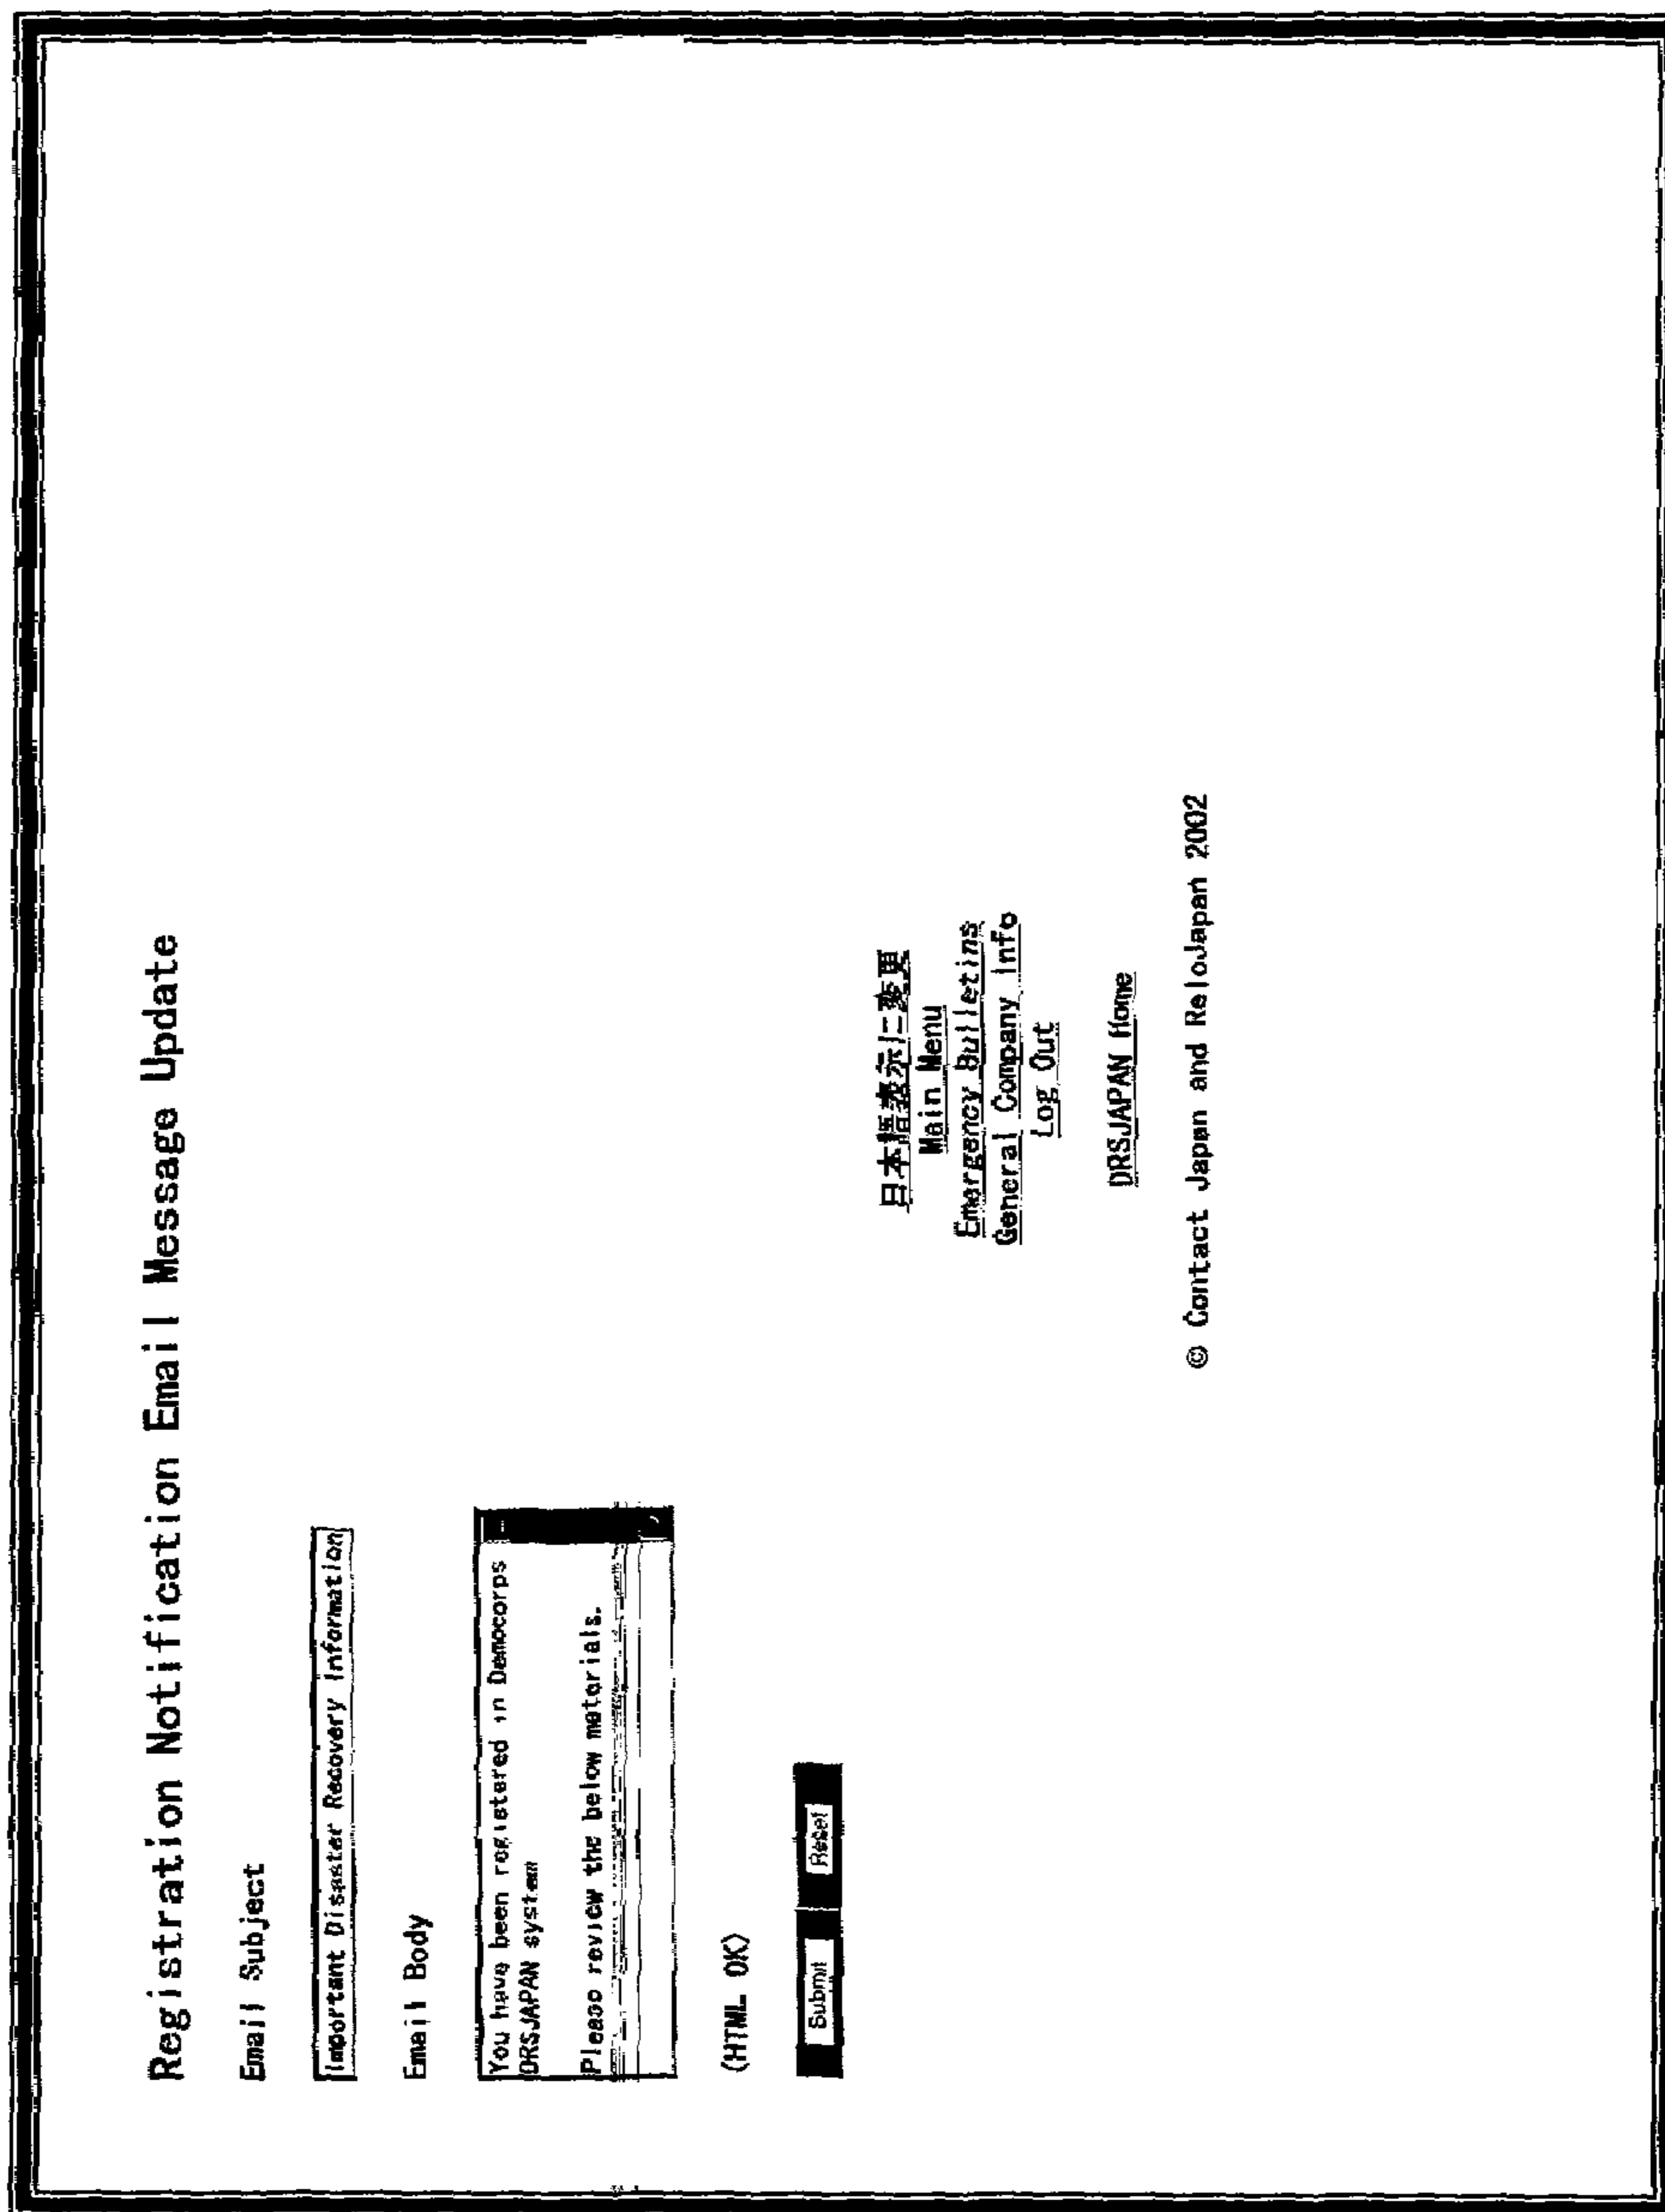 Registration Notification Email Message Update
Email Subject
Important Disaster Recovery Information
Email Body
You have been registered in Democorps
DRSJAPAN system
Please review the below materials.
(HTML OK)
Submit Reset
日本語表示に変更
Main Menu
Emergency Bulletins
General Company Info
Log Out
DRSJAPAN Home
© Contact Japan and ReloJapan 2002